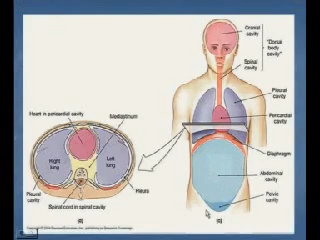 Cranial
cavity
"Dorsal
body
cavity"
Spinal
cavity
Heart in pericardial cavity
Mediastinum
Pleural
cavity
Pericardial
cavity
Right
lung
Left
lung
Diaphragm
Abdominal
cavity
Pleural
cavity
Pleura
Spinal cord in spinal cavity
Pelvic
cavity
(c)